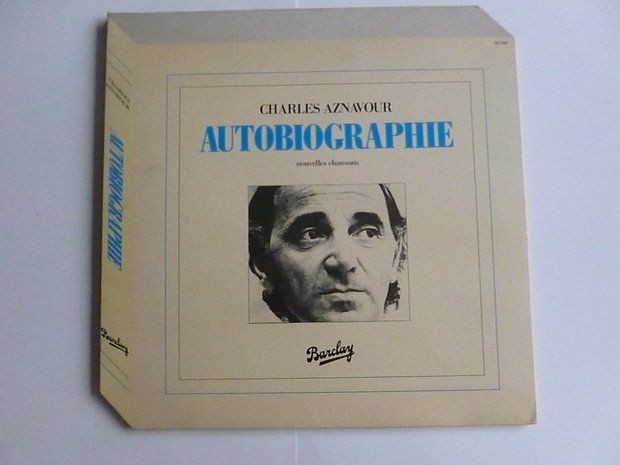 CHARLES AZNAVOUR
AUTOBIOGRAPHIE
nouvelles chansons
Barclay
AUTOBIOGRAPHIE
Barclay